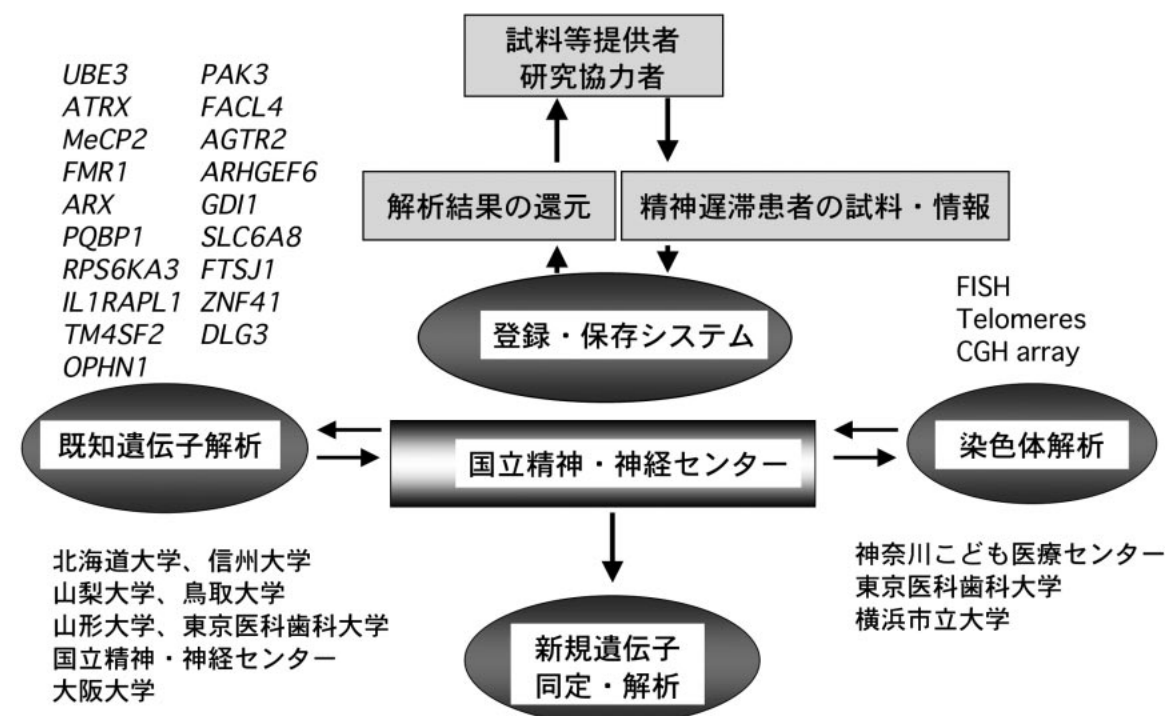 試料等提供者
研究協力者
UBE3 PAK3
ATRX FACL4
MeCP2 AGTR2
FMR1 ARHGEF6
ARX GDI1
PQBP1 SLC6A8
RPS6KA3 FTSJ1
IL1RAPL1 ZNF41
TM4SF2 DLG3
OPHN1
解析結果の還元
精神遅滞患者の試料・情報
登録・保存システム
FISH
Telomeres
CGH array
既知遺伝子解析
国立精神・神経センター
染色体解析
北海道大学、信州大学
山梨大学、鳥取大学
山形大学、東京医科歯科大学
国立精神・神経センター
大阪大学
神奈川こども医療センター
東京医科歯科大学
横浜市立大学
新規遺伝子
同定・解析